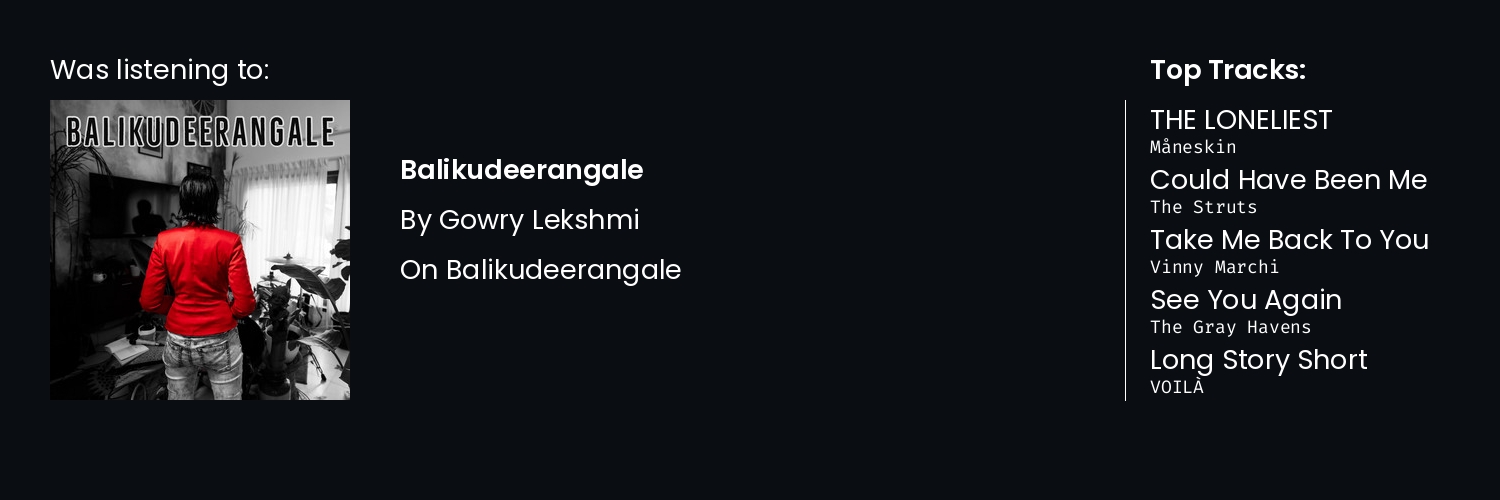 Was listening to:
BALIKUDEERANGALE
Balikudeerangale
By Gowry Lekshmi
On Balikudeerangale
Top Tracks:
THE LONELIEST
Måneskin
Could Have Been Me
The Struts
Take Me Back To You
Vinny Marchi
See You Again
The Gray Havens
Long Story Short
VOILÀ